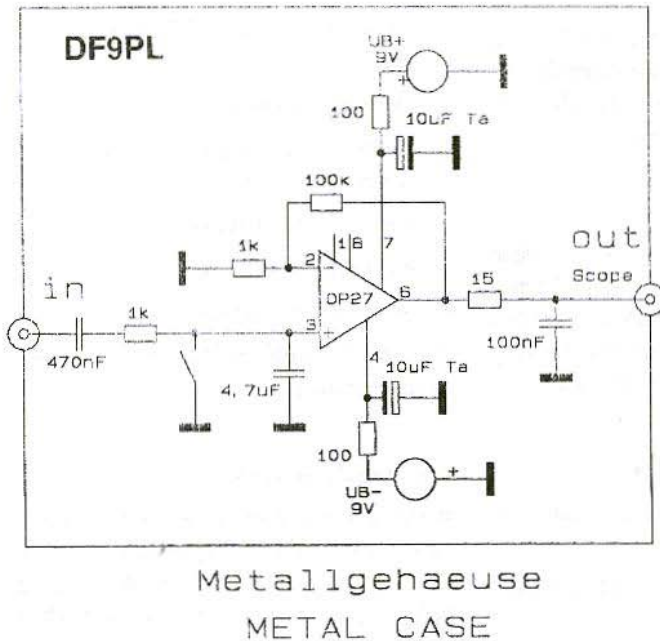 DF9PL
UB+
9V
+
100
10uF Ta
100k
1 8
7
1k
2
-
OP27
6
15
out
Scope
in
1k
3
+
470nF
4,7uF
4
10uF Ta
100nF
100
+
UB-
9V
Metallgehaeuse
METAL CASE